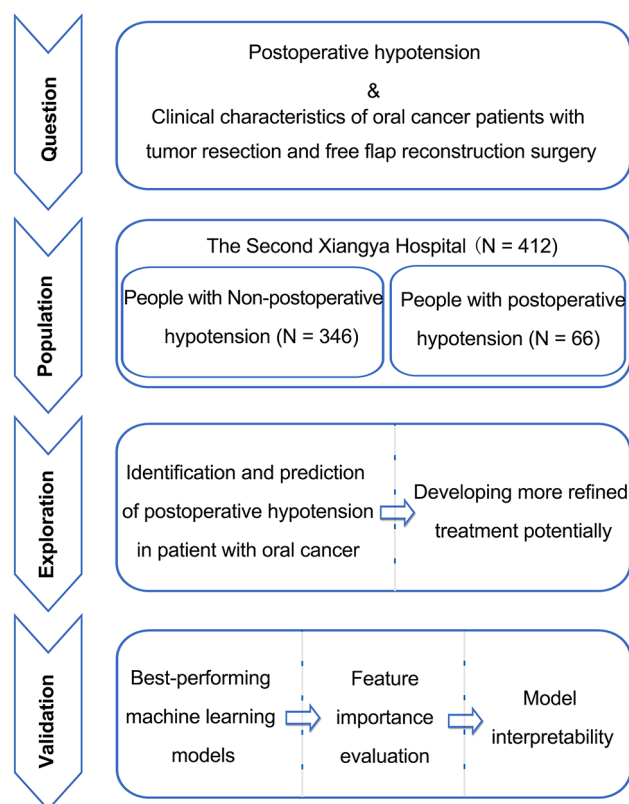 Question
Postoperative hypotension
&
Clinical characteristics of oral cancer patients with
tumor resection and free flap reconstruction surgery
Population
The Second Xiangya Hospital（N = 412)
People with Non-postoperative
hypotension (N = 346)
People with postoperative
hypotension (N = 66)
Exploration
Identification and prediction
of postoperative hypotension
in patient with oral cancer
Developing more refined
treatment potentially
Validation
Best-performing
machine learning
models
Feature
importance
evaluation
Model
interpretability